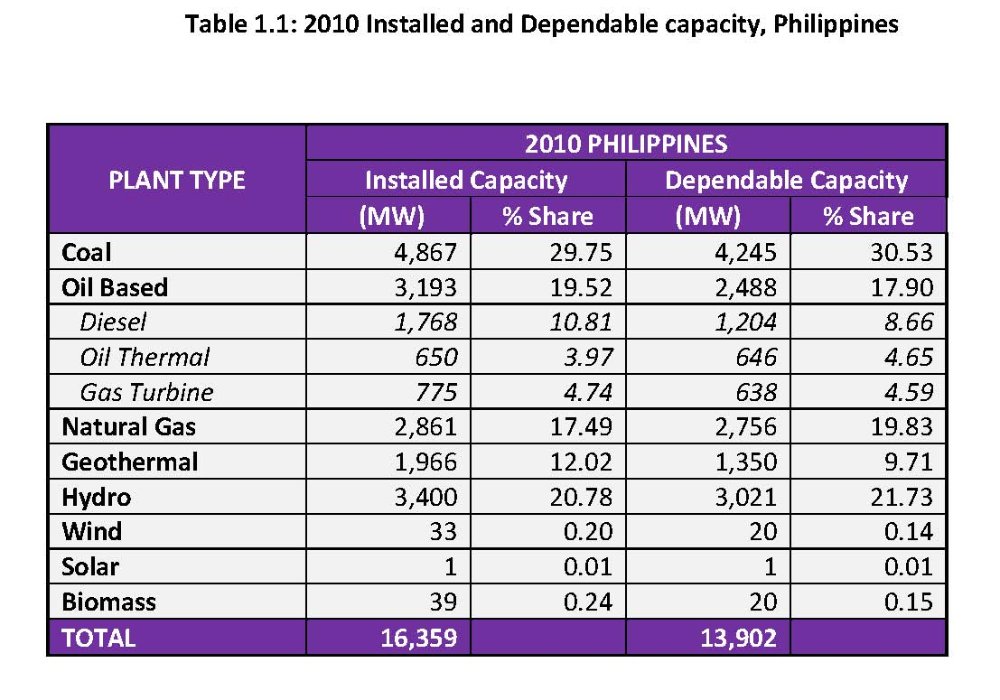 Table 1.1: 2010 Installed and Dependable capacity, Philippines
PLANT TYPE
2010 PHILIPPINES
Installed Capacity Dependable Capacity
(MW) % Share (MW) % Share
Coal 4,867 29.75 4,245 30.53
Oil Based 3,193 19.52 2,488 17.90
Diesel 1,768 10.81 1,204 8.66
Oil Thermal 650 3.97 646 4.65
Gas Turbine 775 4.74 638 4.59
Natural Gas 2,861 17.49 2,756 19.83
Geothermal 1,966 12.02 1,350 9.71
Hydro 3,400 20.78 3,021 21.73
Wind 33 0.20 20 0.14
Solar 1 0.01 1 0.01
Biomass 39 0.24 20 0.15
TOTAL 16,359 13,902